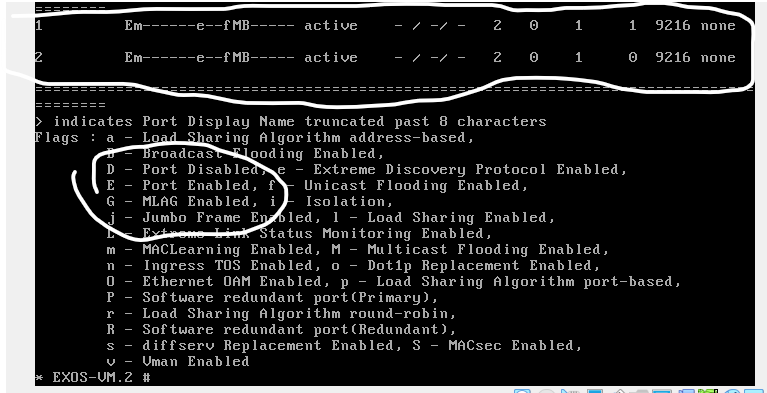 ========
1 Em------e--fMB----- active - / -/ - 2 0 1 1 9216 none
2 Em------e--fMB----- active - / -/ - 2 0 1 0 9216 none
================================================================================
========
> indicates Port Display Name truncated past 8 characters
Flags : a - Load Sharing Algorithm address-based,
B - Broadcast Flooding Enabled,
D - Port Disabled, e - Extreme Discovery Protocol Enabled,
E - Port Enabled, f - Unicast Flooding Enabled,
G - MLAG Enabled, i - Isolation,
j - Jumbo Frame Enabled, l - Load Sharing Enabled,
L - Extreme Link Status Monitoring Enabled,
m - MACLearning Enabled, M - Multicast Flooding Enabled,
n - Ingress TOS Enabled, o - Dot1p Replacement Enabled,
O - Ethernet OAM Enabled, p - Load Sharing Algorithm port-based,
P - Software redundant port(Primary),
r - Load Sharing Algorithm round-robin,
R - Software redundant port(Redundant),
s - diffserv Replacement Enabled, S - MACsec Enabled,
v - Vman Enabled
* EXOS-VM.2 #